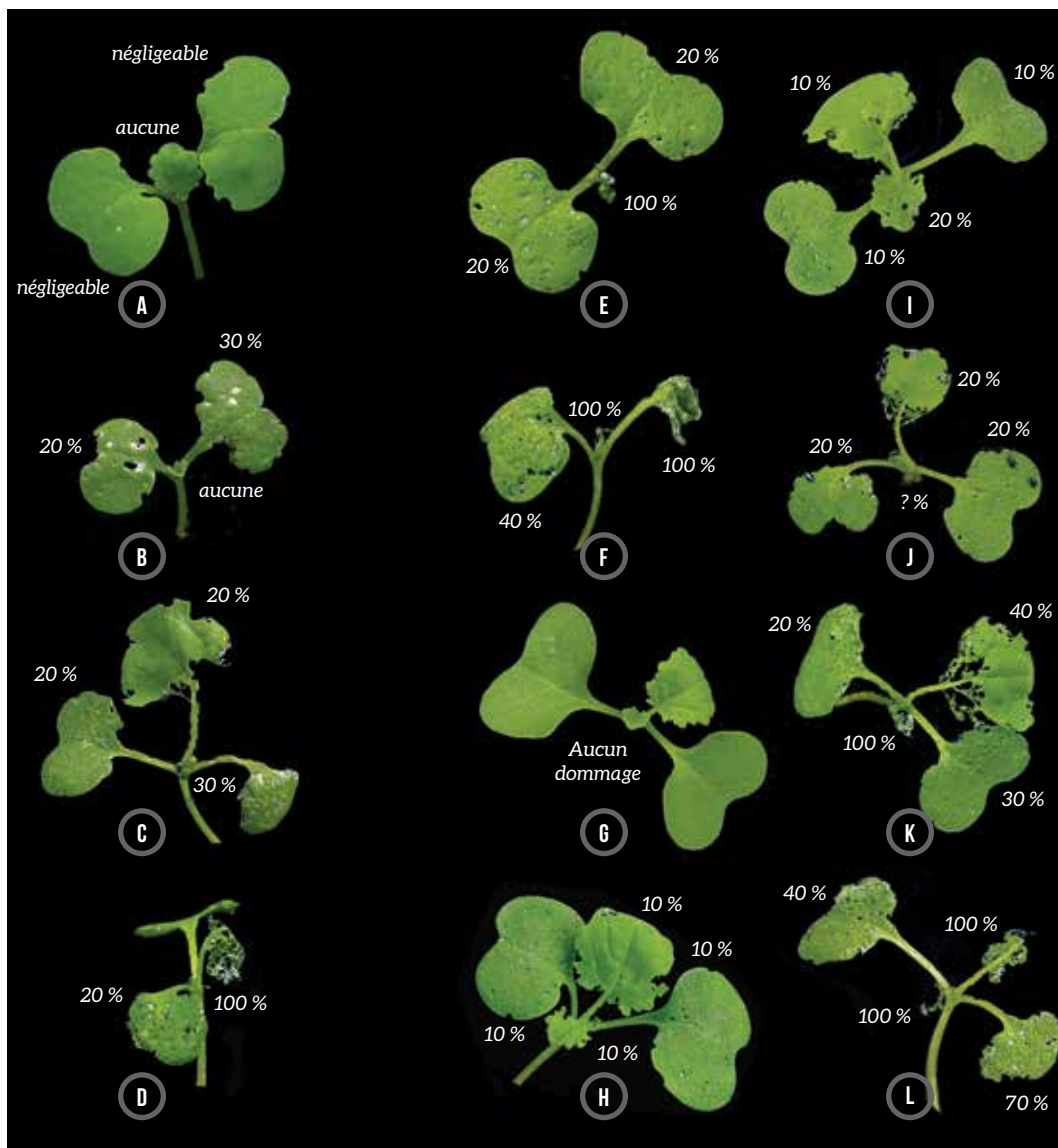 négligeable
aucune
négligeable
A
20 %
100 %
20 %
E
10 %
10 %
20 %
10 %
I
30 %
20 %
aucune
B
100 %
100 %
40 %
F
20 %
20 %
20 %
? %
J
20 %
20 %
30 %
C
Aucun
dommage
G
40 %
20 %
100 %
30 %
K
20 %
100 %
D
10 %
10 %
10 %
10 %
H
40 %
100 %
100 %
70 %
L